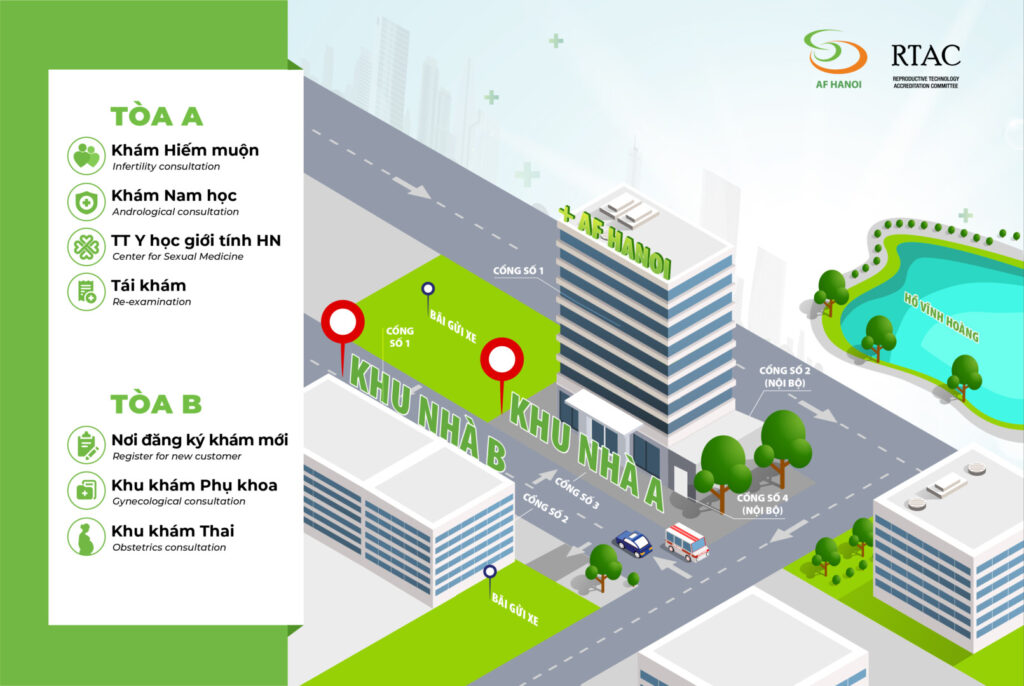 TÒA A
Khám Hiếm muộn
Infertility consultation
Khám Nam học
Andrological consultation
TT Y học giới tính HN
Center for Sexual Medicine
Tái khám
Re-examination
TÒA B
Nơi đăng ký khám mới
Register for new customer
Khu khám Phụ khoa
Gynecological consultation
Khu khám Thai
Obstetrics consultation
AF HANOI
RTAC
REPRODUCTIVE TECHNOLOGY
ACCREDITATION COMMITTEE
+ AF HANOI
CỔNG SỐ 1
BÃI GỬI XE
CỔNG
SỐ 1
HỒ VĨNH HOÀNG
KHU NHÀ B
KHU NHÀ A
CỔNG SỐ 2
(NỘI BỘ)
CỔNG SỐ 3
CỔNG SỐ 2
CỔNG SỐ 4
(NỘI BỘ)
BÃI GỬI XE